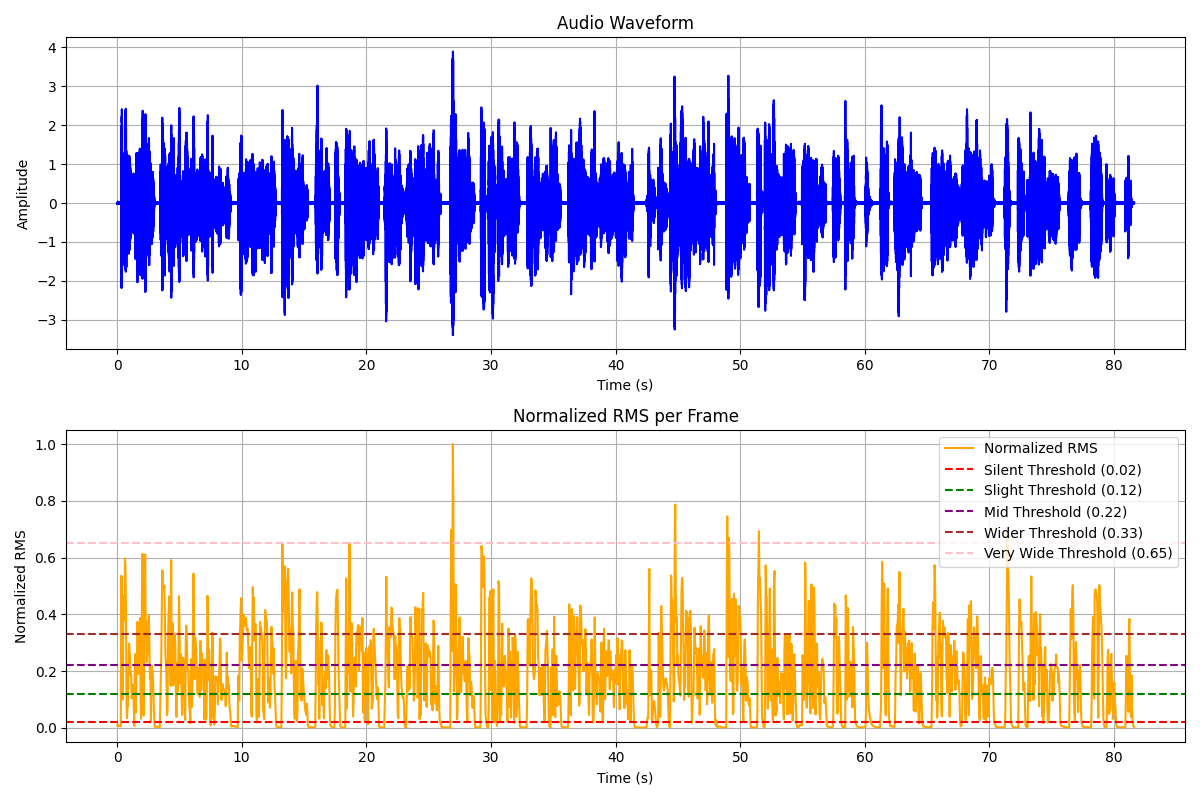 Audio Waveform
4
3
2
1
0
−1
−2
−3
Amplitude
0 10 20 30 40 50 60 70 80
Time (s)
Normalized RMS per Frame
1.0
0.8
0.6
0.4
0.2
0.0
Normalized RMS
Normalized RMS
Silent Threshold (0.02)
Slight Threshold (0.12)
Mid Threshold (0.22)
Wider Threshold (0.33)
Very Wide Threshold (0.65)
0 10 20 30 40 50 60 70 80
Time (s)